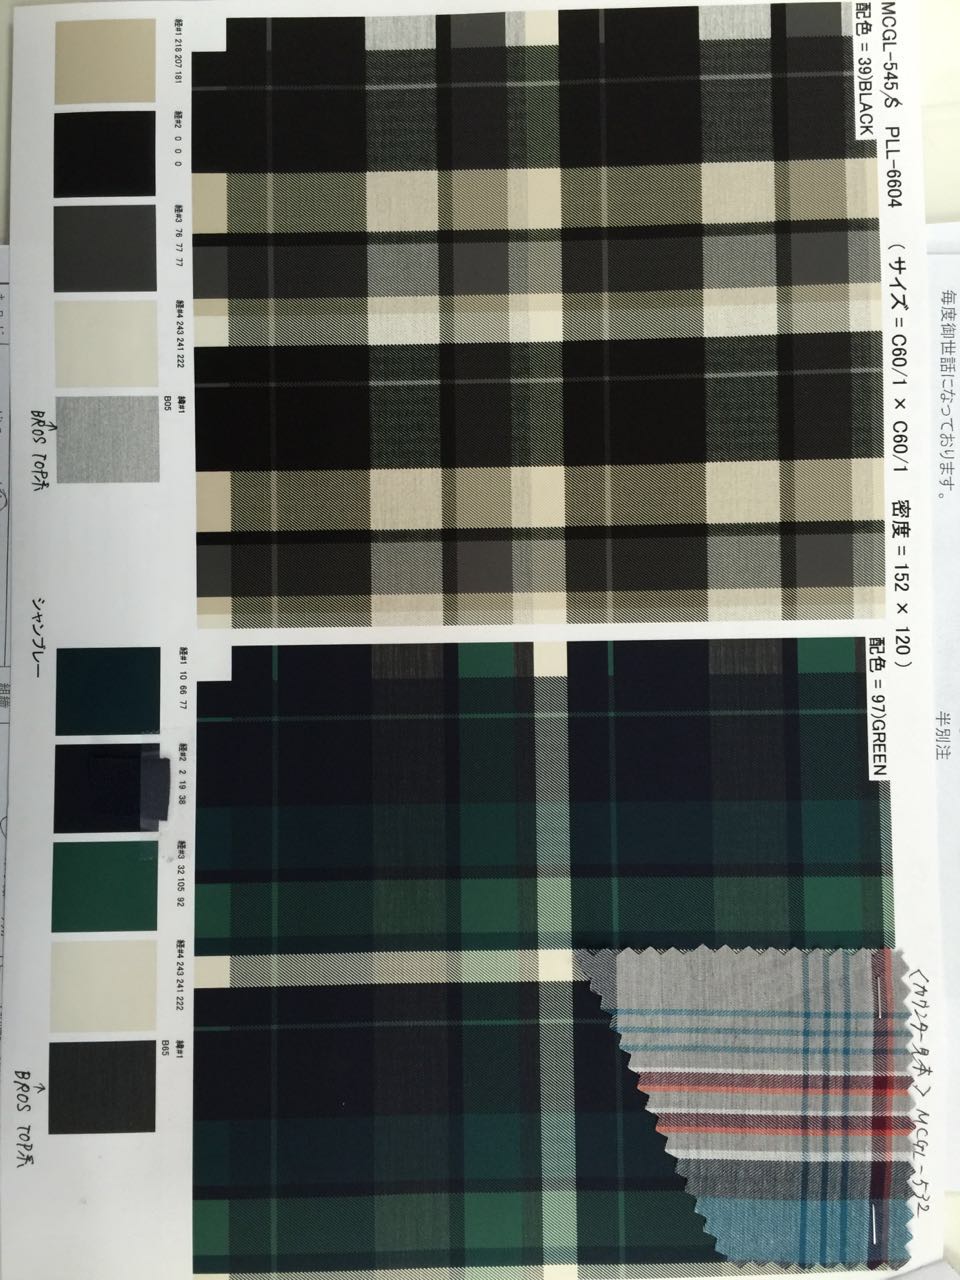 MCGL-545/S PLL-6604 (サイズ=C60/1 × C60/1 密度=152 × 120)
配色=39)BLACK
経#1 218 207 181
経#2 0 0 0
経#3 76 77 77
経#4 243 241 222
緯#1
B05
BROS TOP糸
配色=97)GREEN
シャンブレー
経#1 10 66 77
経#2 2 19 38
経#3 32 105 92
経#4 243 241 222
緯#1
B65
BROS TOP糸
<カウンター見本> MCGL-532
毎度御世話になっております。
半別注